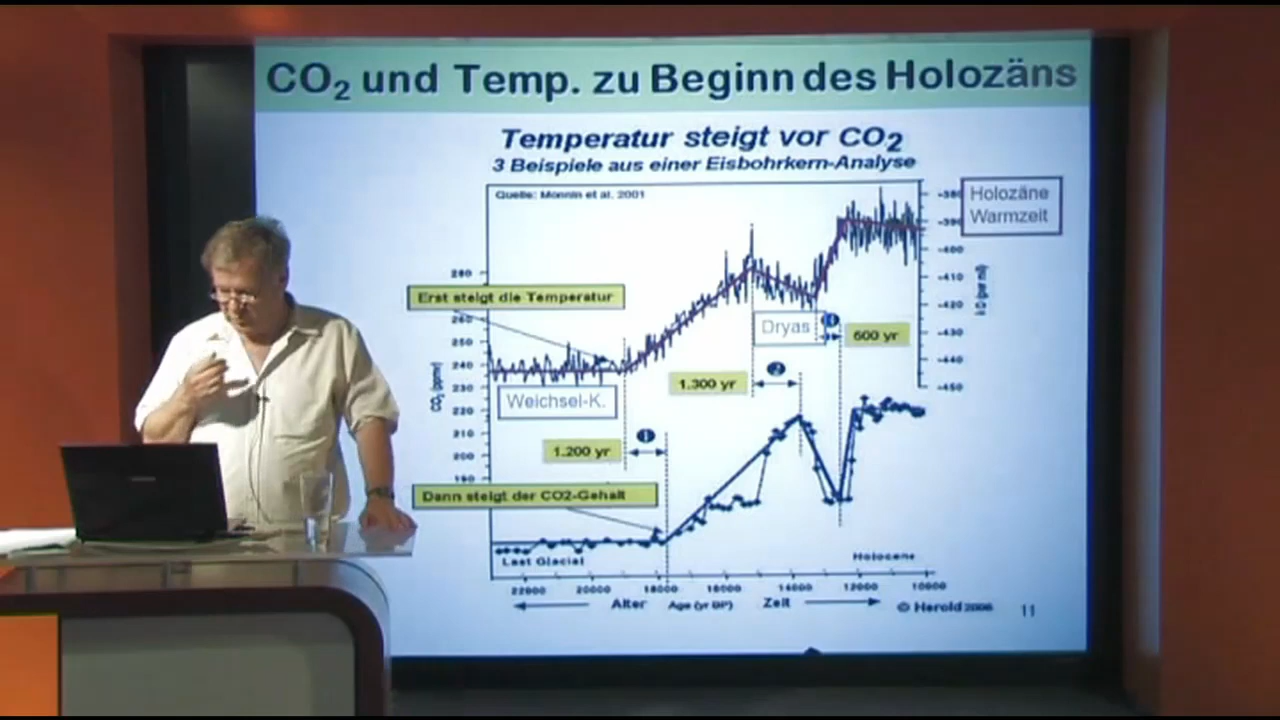 CO₂ und Temp. zu Beginn des Holozäns
Temperatur steigt vor CO₂
3 Beispiele aus einer Eisbohrkern-Analyse
Quelle: Monnin et al. 2001
Holozäne
Warmzeit
-380
-390
-400
-410
-420
-430
-440
-450
280
Erst steigt die Temperatur
260
250
240
230
220
210
200
190
CO₂ (ppmv)
Dryas
600 yr
2
1.300 yr
Weichsel-K.
1
1.200 yr
Dann steigt der CO2-Gehalt
Last Glacial
Holocene
22000 20000 18000 16000 14000 12000 10000
Alter Age (yr BP) Zeit
© Herold 2006
11